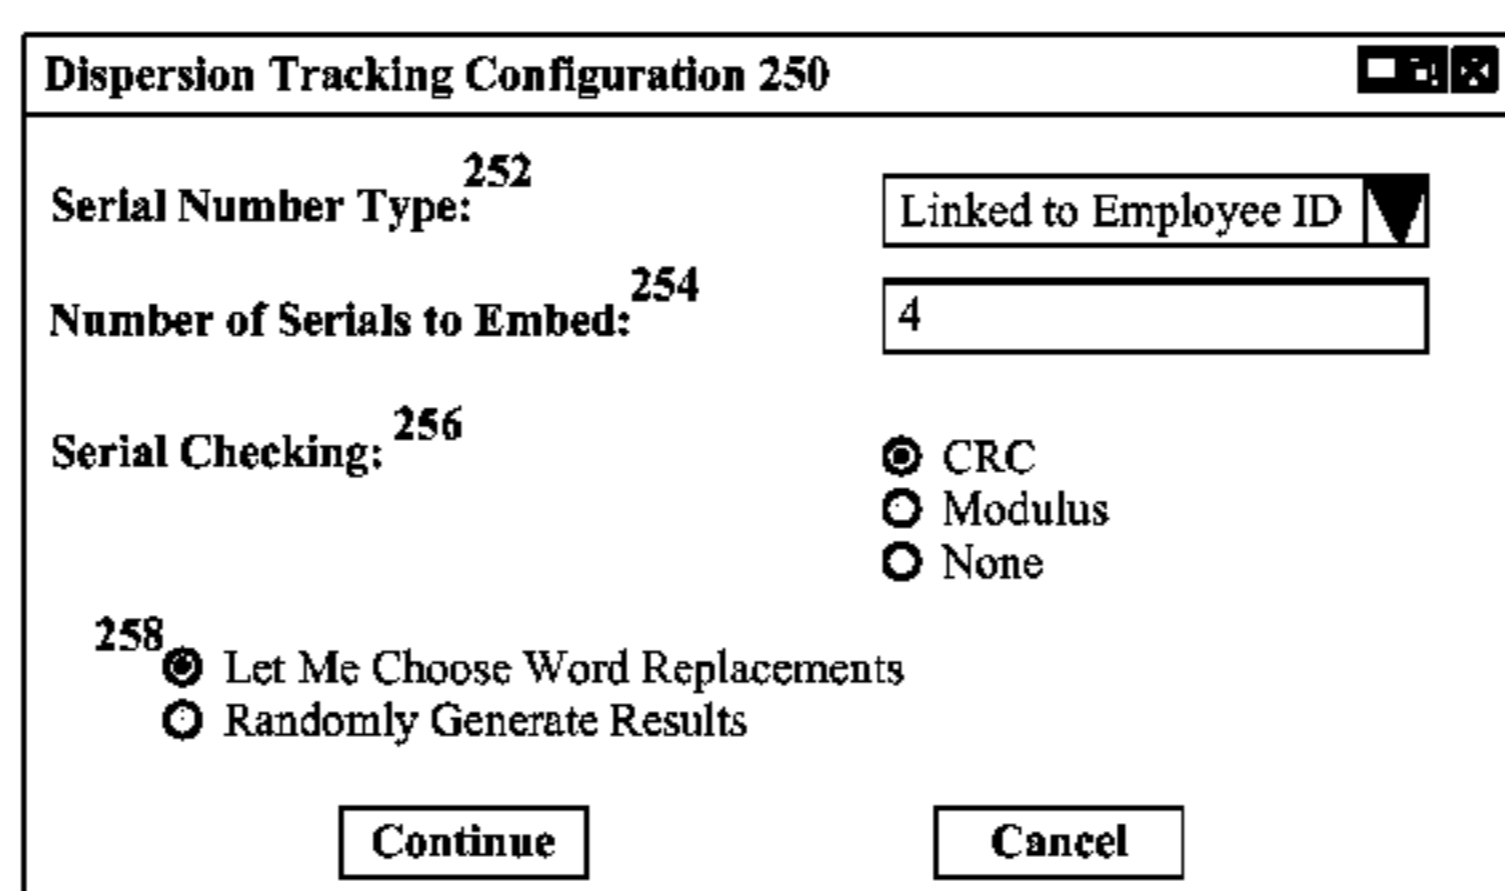 Dispersion Tracking Configuration 250
Serial Number Type: 252 Linked to Employee ID
Number of Serials to Embed: 254 4
Serial Checking: 256 CRC
Modulus
None
258 Let Me Choose Word Replacements
Randomly Generate Results
Continue Cancel